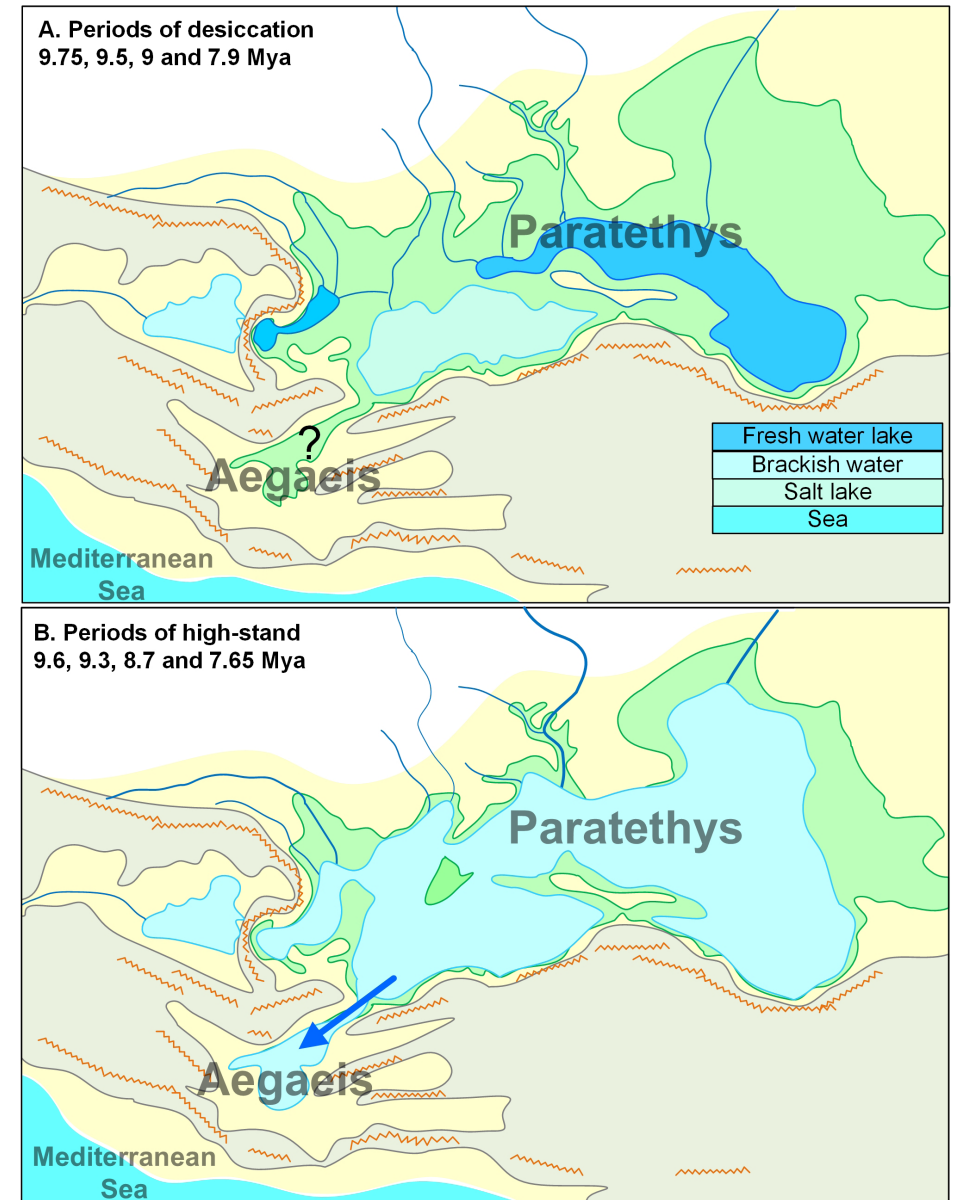 A. Periods of desiccation
9.75, 9.5, 9 and 7.9 Mya
Paratethys
?
Aegaeis
Fresh water lake
Brackish water
Salt lake
Sea
Mediterranean
Sea
B. Periods of high-stand
9.6, 9.3, 8.7 and 7.65 Mya
Paratethys
Aegaeis
Mediterranean
Sea